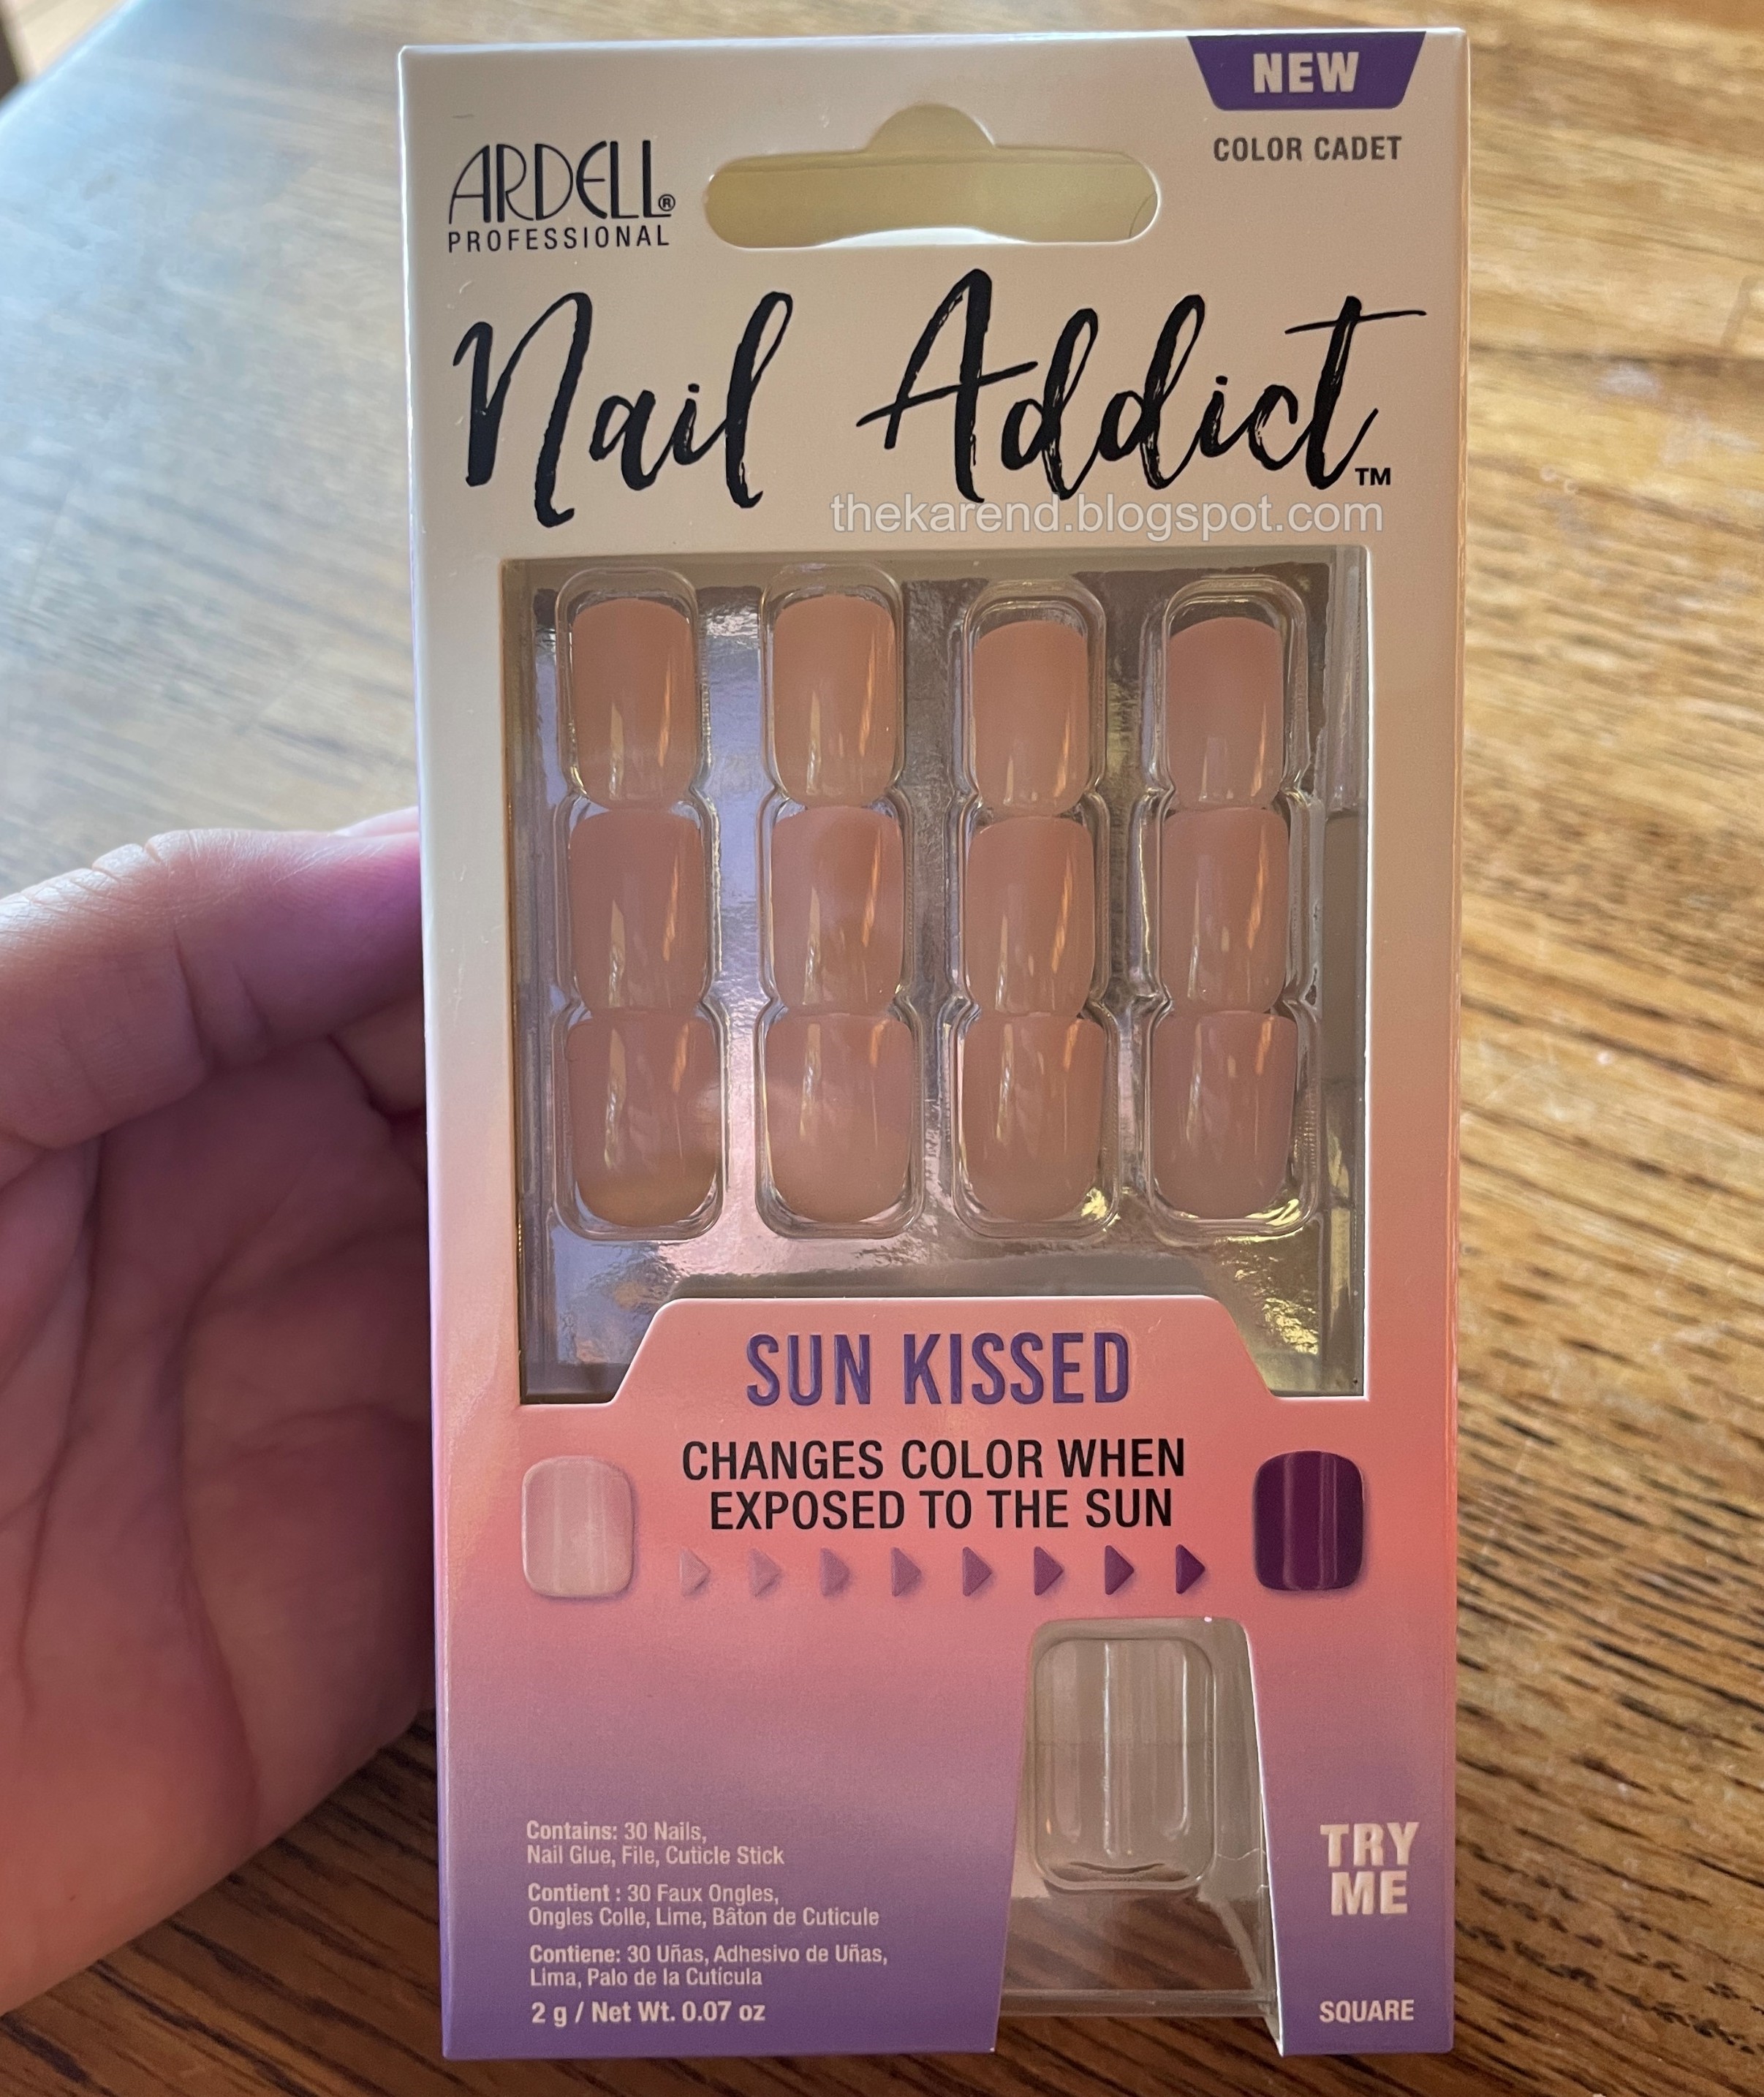 NEW
COLOR CADET
ARDELL®
PROFESSIONAL
Nail Addict™
thekarend.blogspot.com
SUN KISSED
CHANGES COLOR WHEN
EXPOSED TO THE SUN
Contains: 30 Nails,
Nail Glue, File, Cuticle Stick
Contient : 30 Faux Ongles,
Ongles Colle, Lime, Bâton de Cuticule
Contiene: 30 Uñas, Adhesivo de Uñas,
Lima, Palo de la Cutícula
2 g / Net Wt. 0.07 oz
TRY
ME
SQUARE